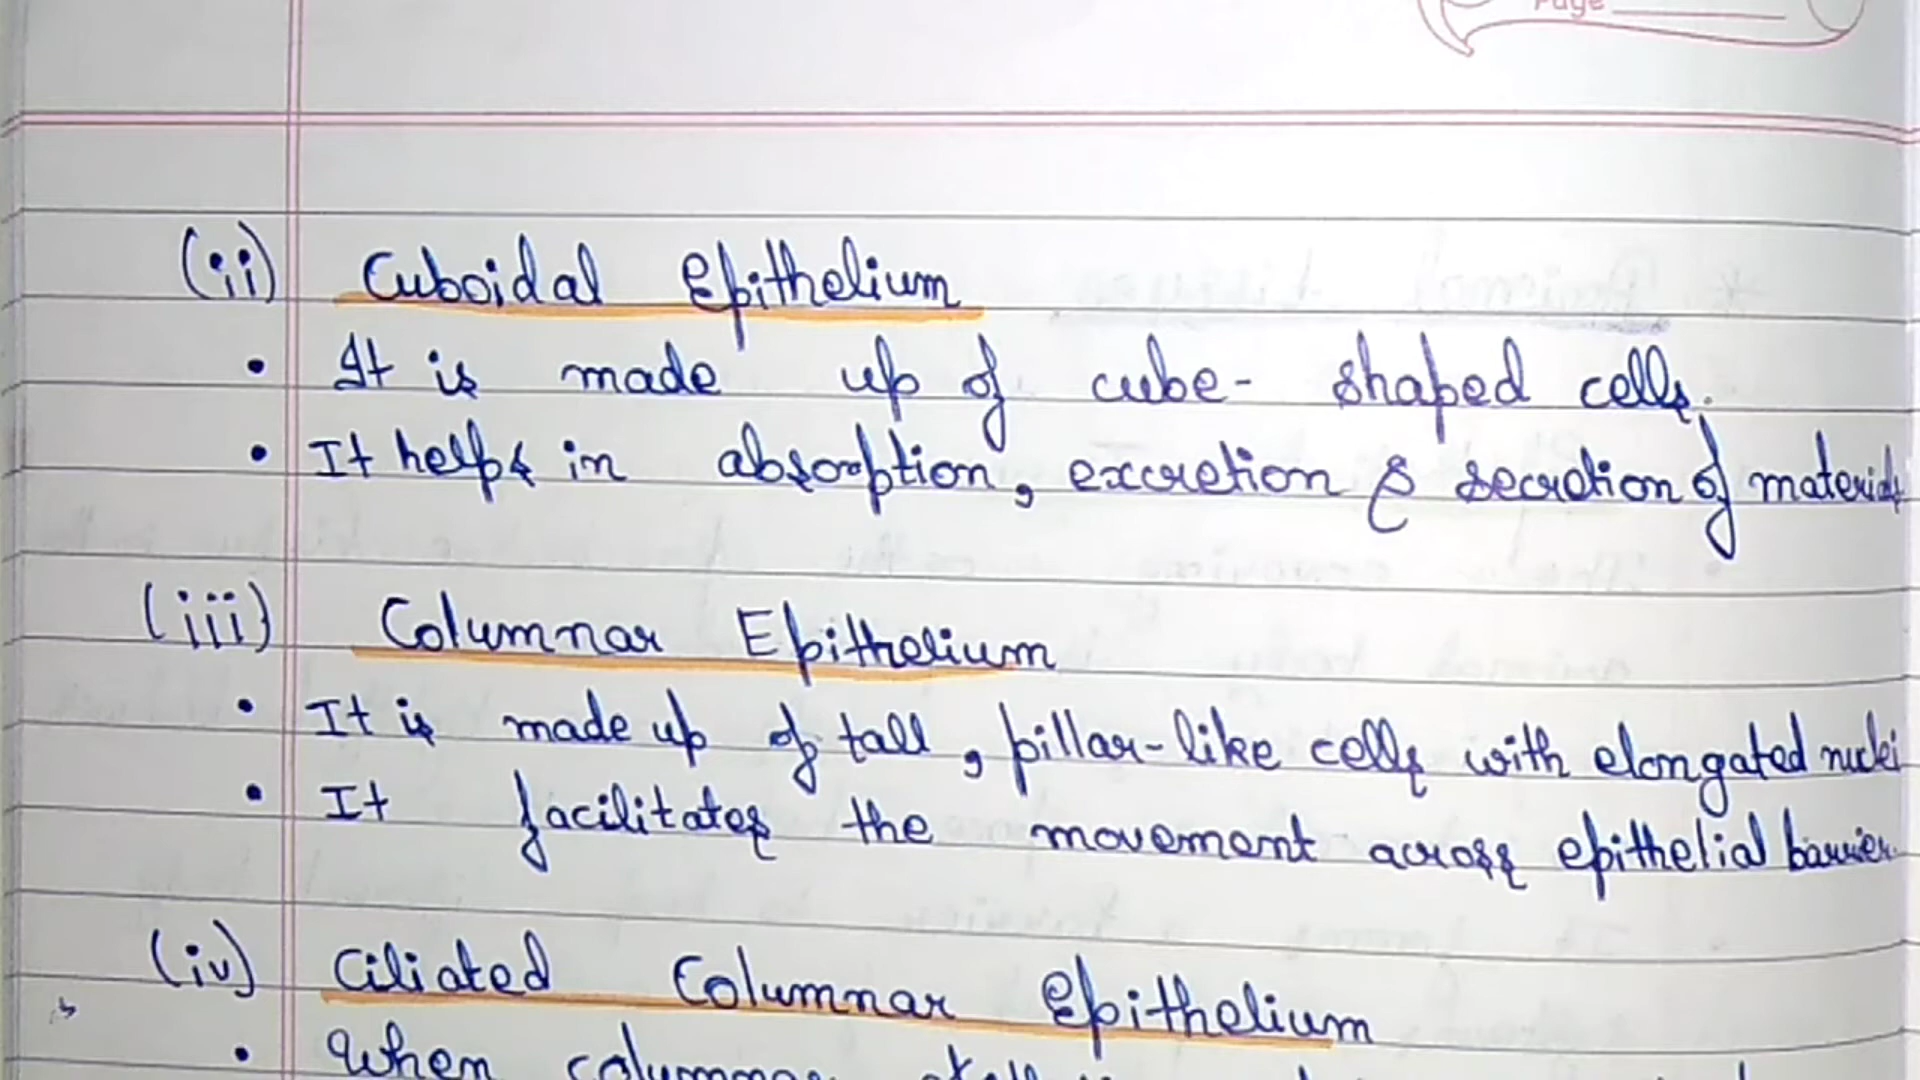 Page
(ii) Cuboidal Epithelium
• It is made up of cube- shaped cells.
• It helps in absorption, excretion & secretion of materials
(iii) Columnar Epithelium
• It is made up of tall, pillar-like cells with elongated nuclei
• It facilitates the movement across epithelial barrier.
(iv) Ciliated Columnar Epithelium
• When columnar